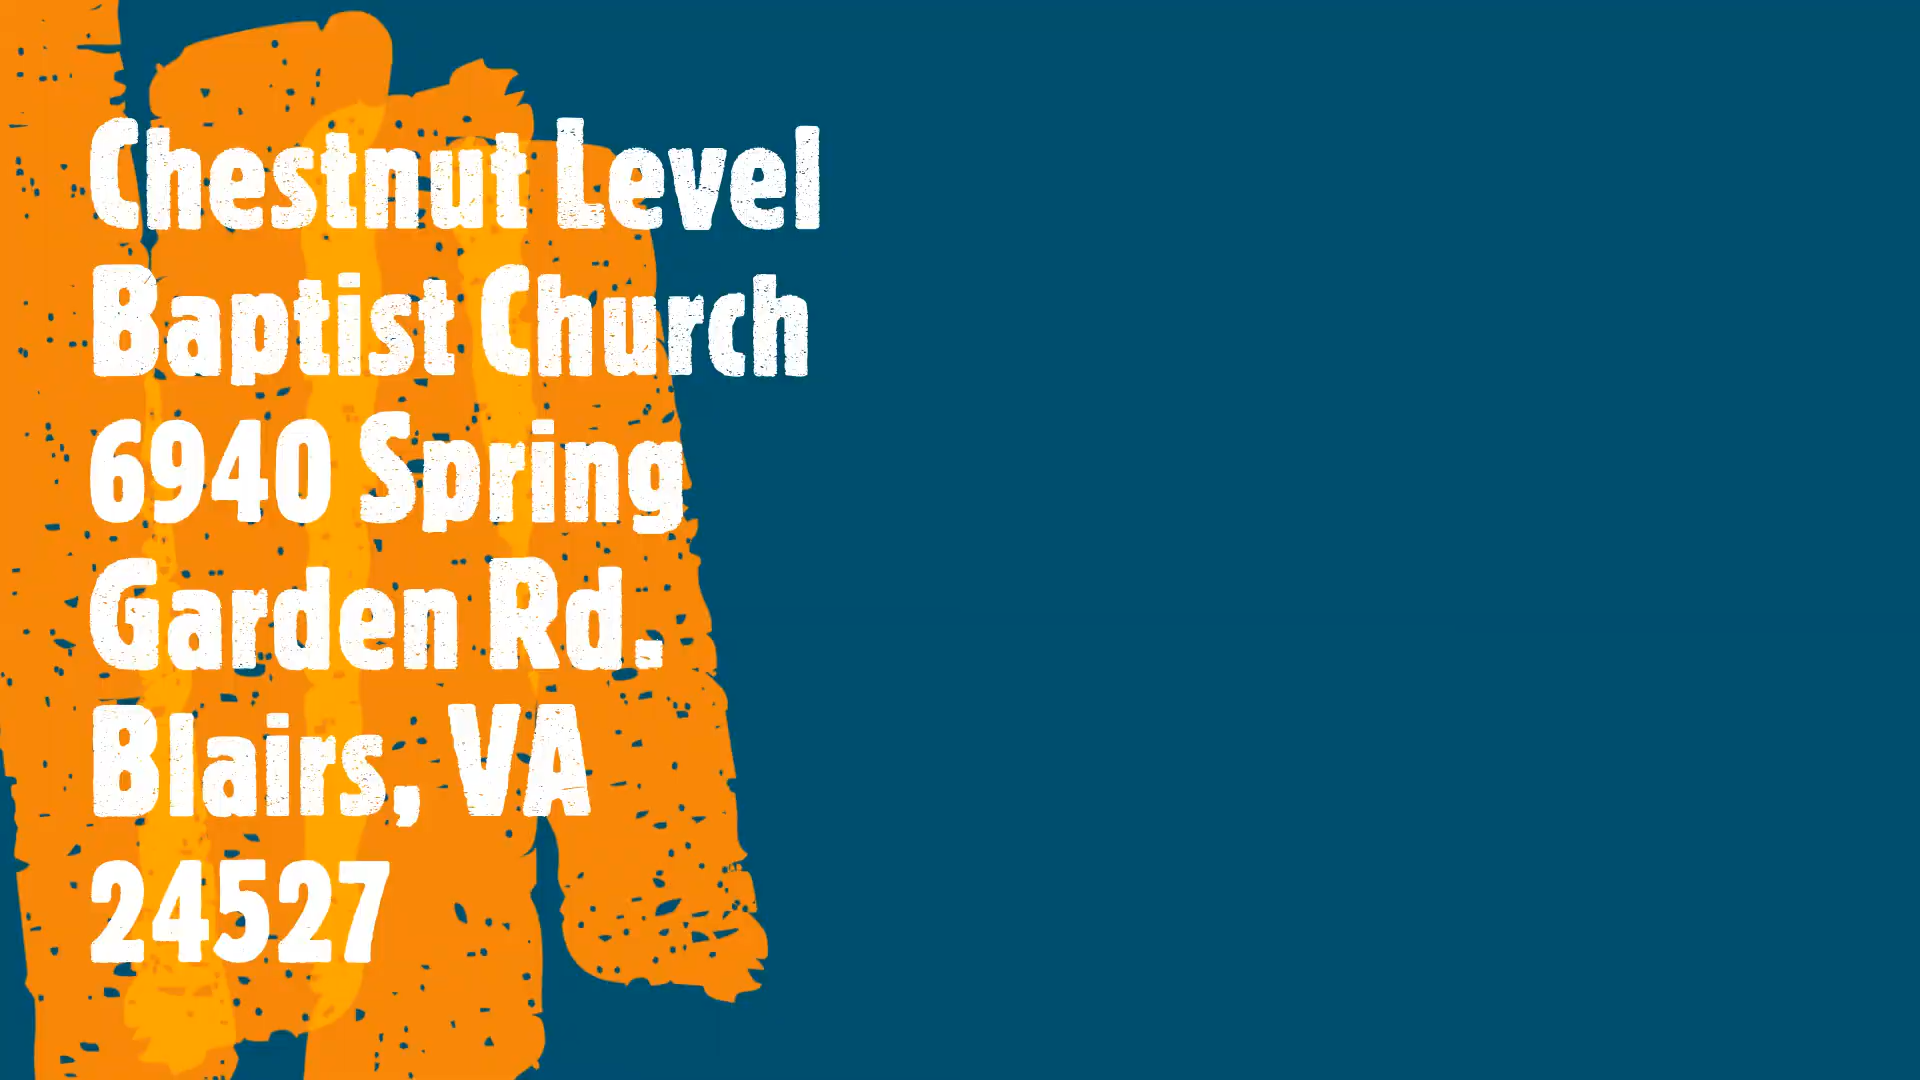 Chestnut Level
Baptist Church
6940 Spring
Garden Rd.
Blairs, VA
24527